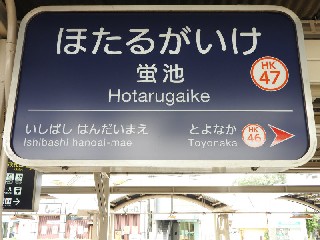 ほたるがいけ
蛍池
Hotarugaike
HK
47
いしばし はんだいまえ
Ishibashi handai-mae
とよなか
Toyonaka
HK
46